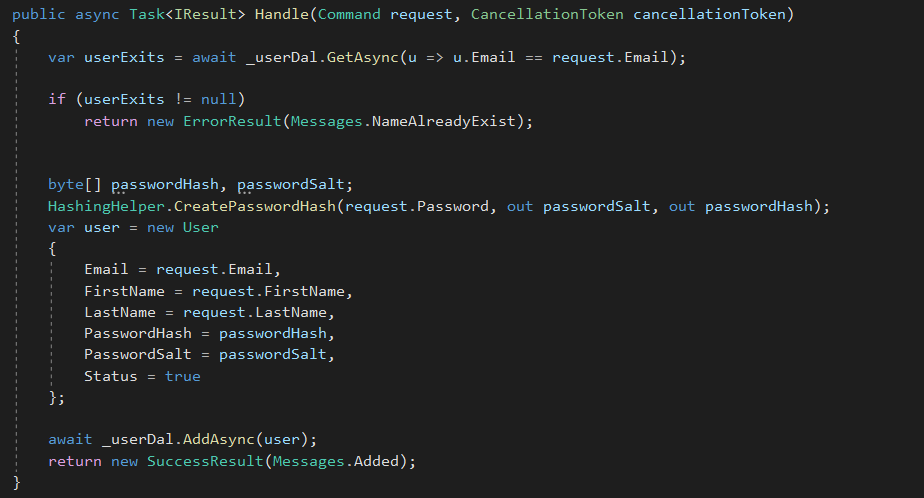 public async Task<IResult> Handle(Command request, CancellationToken cancellationToken)
{
var userExits = await _userDal.GetAsync(u => u.Email == request.Email);
if (userExits != null)
return new ErrorResult(Messages.NameAlreadyExist);
byte[] passwordHash, passwordSalt;
HashingHelper.CreatePasswordHash(request.Password, out passwordSalt, out passwordHash);
var user = new User
{
Email = request.Email,
FirstName = request.FirstName,
LastName = request.LastName,
PasswordHash = passwordHash,
PasswordSalt = passwordSalt,
Status = true
};
await _userDal.AddAsync(user);
return new SuccessResult(Messages.Added);
}